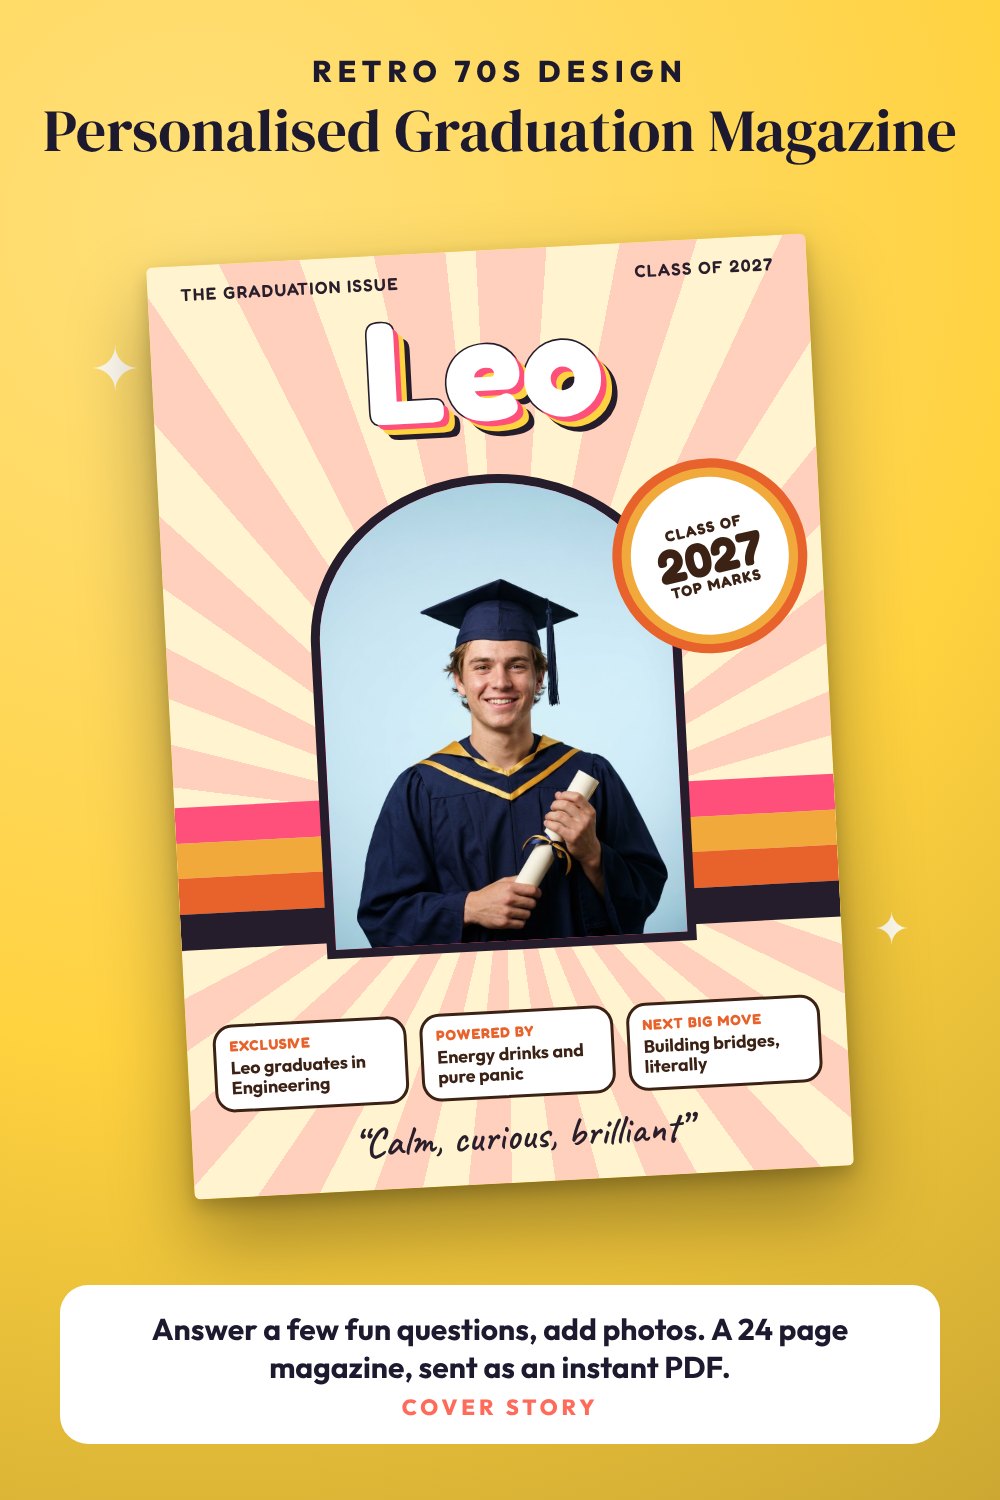 RETRO 70S DESIGN
Personalised Graduation Magazine
THE GRADUATION ISSUE
CLASS OF 2027
Leo
CLASS OF
2027
TOP MARKS
EXCLUSIVE
Leo graduates in
Engineering
POWERED BY
Energy drinks and
pure panic
NEXT BIG MOVE
Building bridges,
literally
“Calm, curious, brilliant”
Answer a few fun questions, add photos. A 24 page
magazine, sent as an instant PDF.
COVER STORY